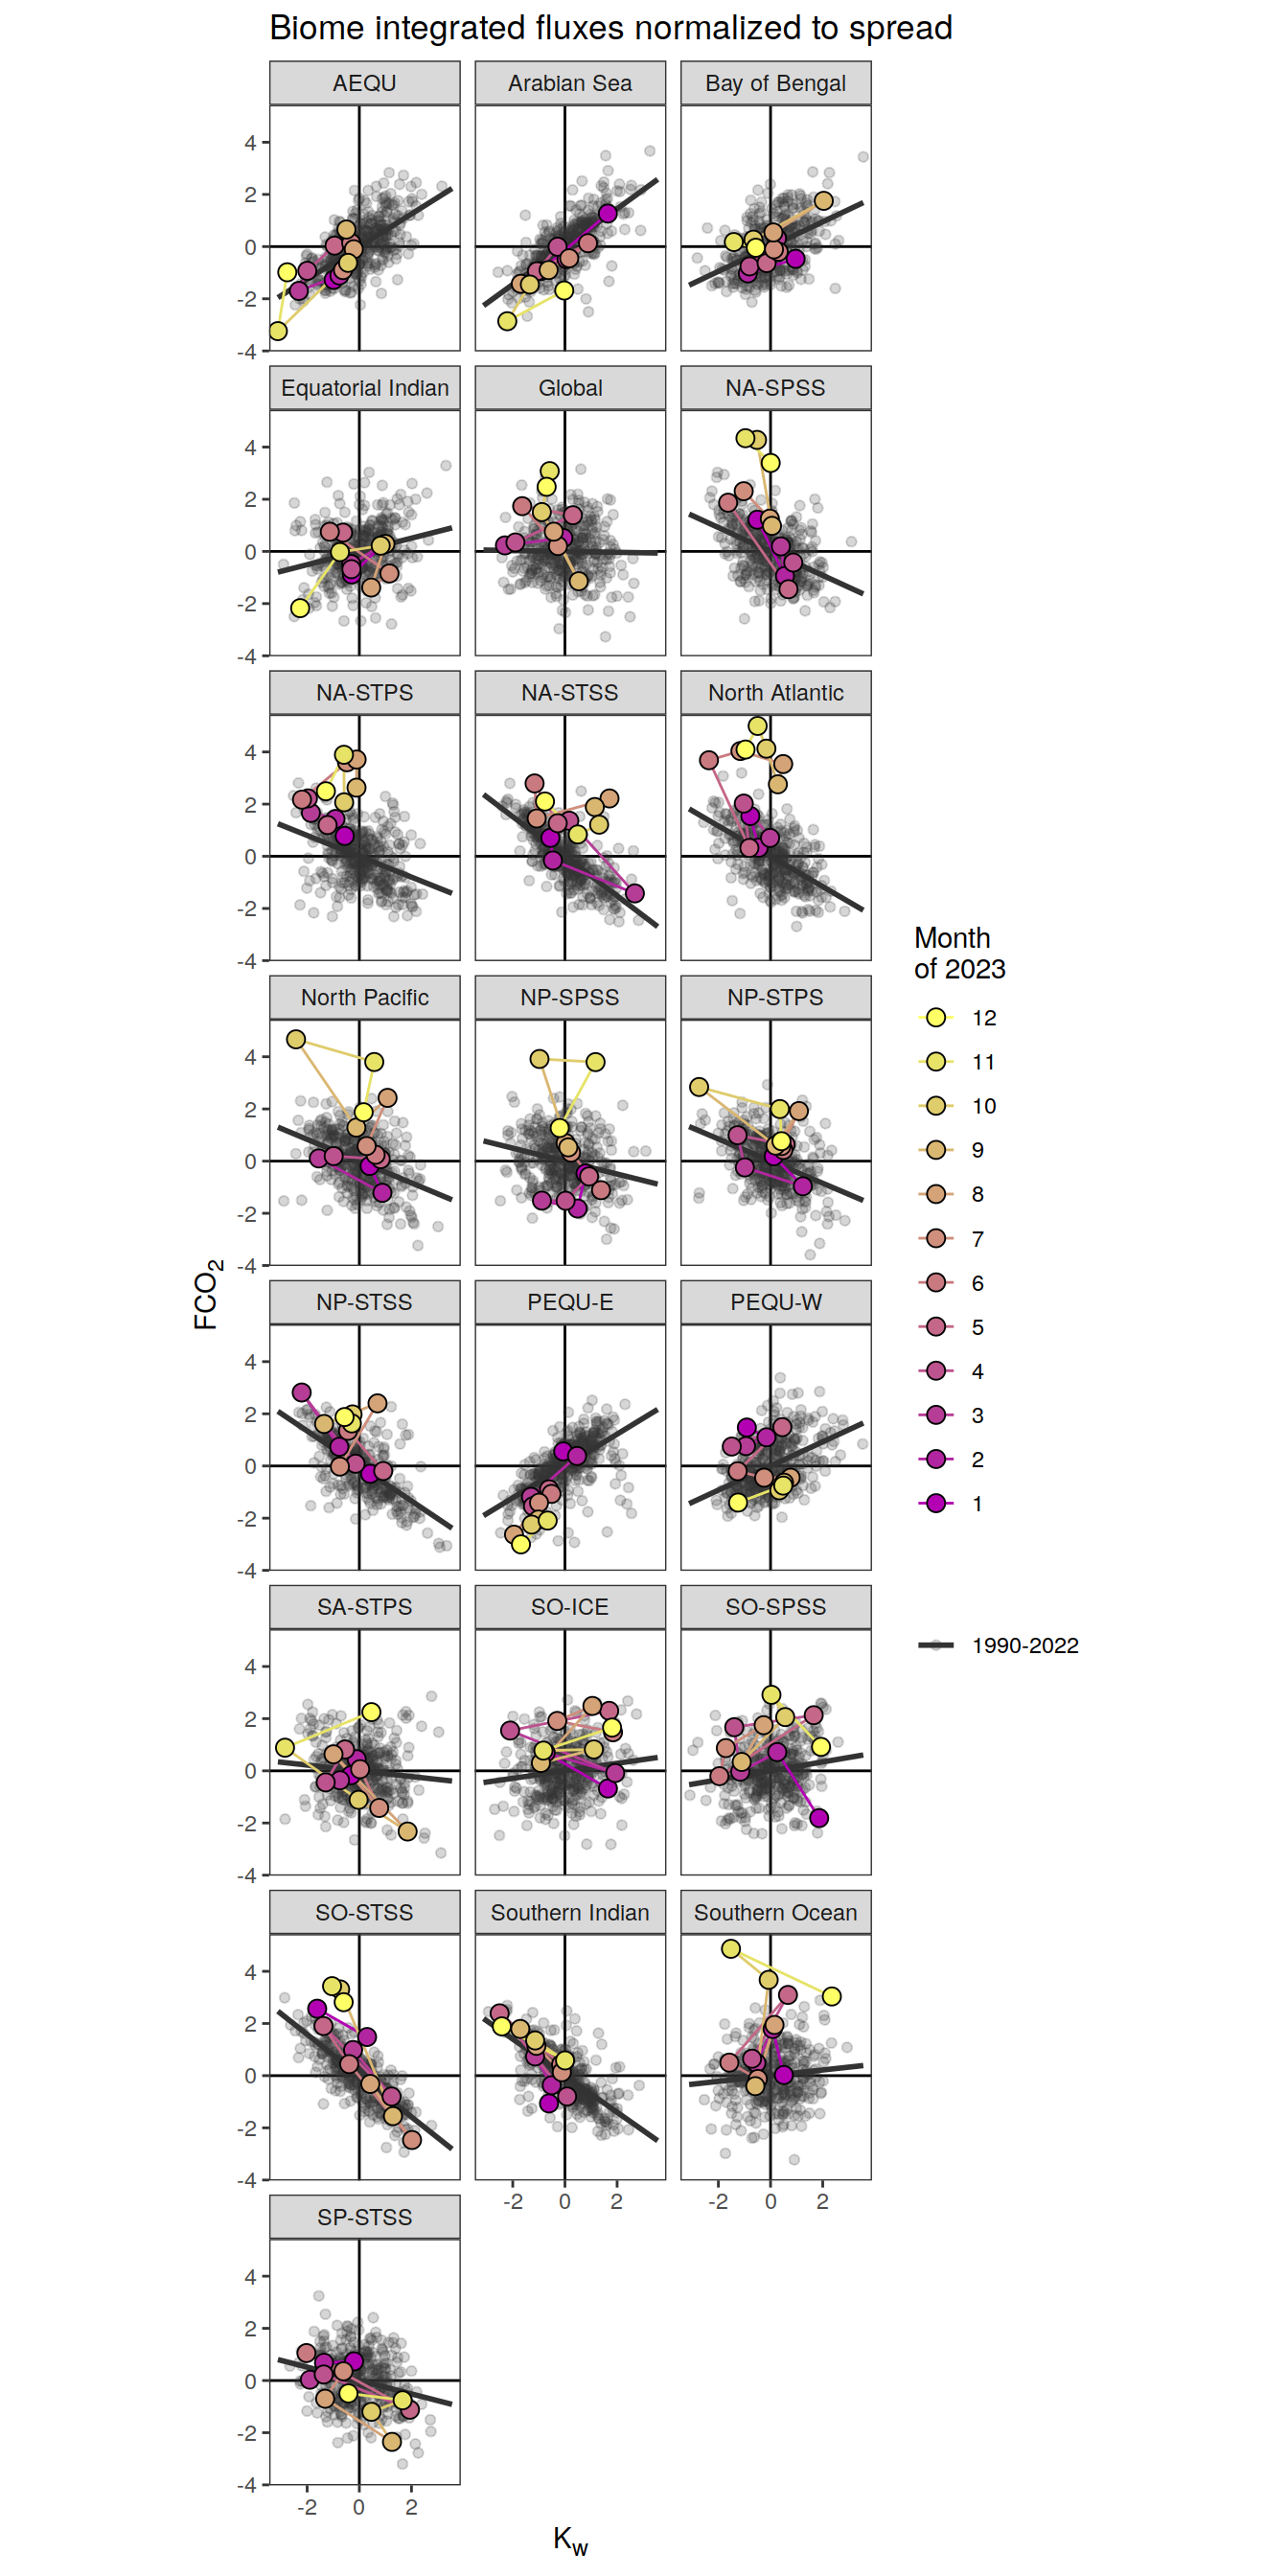 Biome integrated fluxes normalized to spread
AEQU
Arabian Sea
Bay of Bengal
4
2
0
-2
-4
Equatorial Indian
Global
NA-SPSS
4
2
0
-2
-4
NA-STPS
NA-STSS
North Atlantic
4
2
0
-2
-4
North Pacific
NP-SPSS
NP-STPS
4
2
0
-2
-4
NP-STSS
PEQU-E
PEQU-W
4
2
0
-2
-4
SA-STPS
SO-ICE
SO-SPSS
4
2
0
-2
-4
SO-STSS
Southern Indian
Southern Ocean
4
2
0
-2
-4
-2 0 2
-2 0 2
SP-STSS
4
2
0
-2
-4
-2 0 2
FCO₂
K_w
Month
of 2023
12
11
10
9
8
7
6
5
4
3
2
1
1990-2022